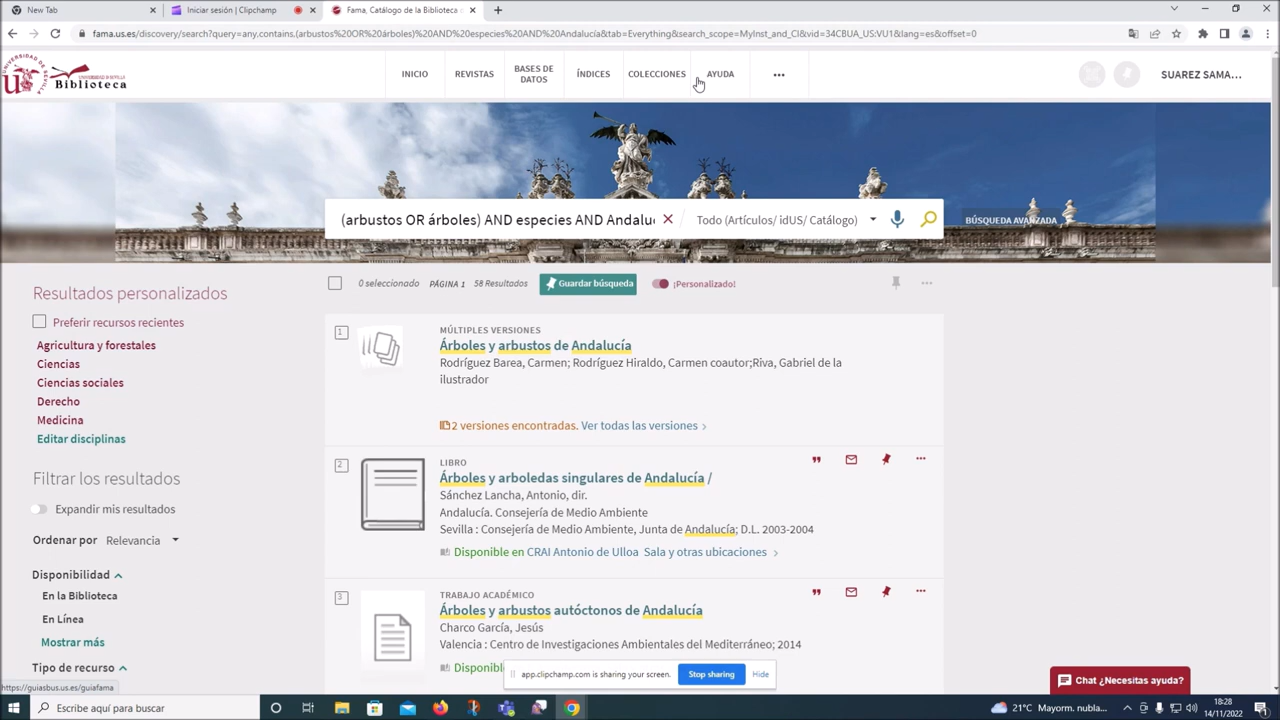 New Tab
Iniciar sesión | Clipchamp
Fama, Catálogo de la Biblioteca
fama.us.es/discovery/search?query=any,contains,(arbustos%20OR%20árboles)%20AND%20especies%20AND%20Andalucía&tab=Everything&search_scope=MyInst_and_CI&vid=34CBUA_US:VU1&lang=es&offset=0
Biblioteca
INICIO
REVISTAS
BASES DE
DATOS
ÍNDICES
COLECCIONES
AYUDA
SUAREZ SAMA...
(arbustos OR árboles) AND especies AND Andaluc
Todo (Artículos/ idUS/ Catálogo)
BÚSQUEDA AVANZADA
Resultados personalizados
Preferir recursos recientes
Agricultura y forestales
Ciencias
Ciencias sociales
Derecho
Medicina
Editar disciplinas
Filtrar los resultados
Expandir mis resultados
Ordenar por Relevancia
Disponibilidad
En la Biblioteca
En Línea
Mostrar más
Tipo de recurso
https://guiasbus.us.es/guiafama
0 seleccionado PÁGINA 1 58 Resultados
Guardar búsqueda
¡Personalizado!
1
MÚLTIPLES VERSIONES
Árboles y arbustos de Andalucía
Rodríguez Barea, Carmen; Rodríguez Hiraldo, Carmen coautor;Riva, Gabriel de la
ilustrador
2 versiones encontradas. Ver todas las versiones
2
LIBRO
Árboles y arboledas singulares de Andalucía /
Sánchez Lancha, Antonio, dir.
Andalucía. Consejería de Medio Ambiente
Sevilla : Consejería de Medio Ambiente, Junta de Andalucía; D.L. 2003-2004
Disponible en CRAI Antonio de Ulloa Sala y otras ubicaciones
3
TRABAJO ACADÉMICO
Árboles y arbustos autóctonos de Andalucía
Charco García, Jesús
Valencia : Centro de Investigaciones Ambientales del Mediterráneo; 2014
Disponible
app.clipchamp.com is sharing your screen.
Stop sharing
Hide
Chat ¿Necesitas ayuda?
Escribe aquí para buscar
21°C Mayorm. nubla...
18:28
14/11/2022